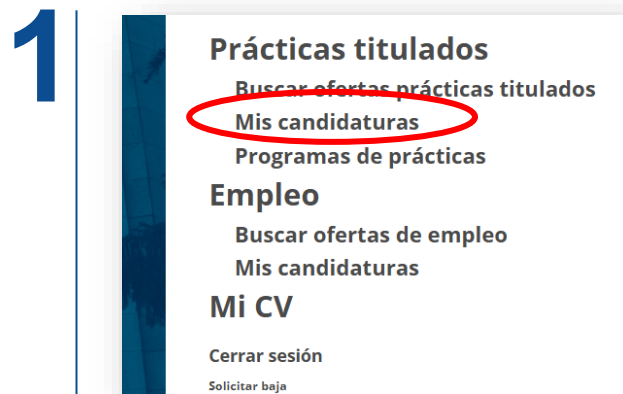 1
Prácticas titulados
Buscar ofertas prácticas titulados
Mis candidaturas
Programas de prácticas
Empleo
Buscar ofertas de empleo
Mis candidaturas
Mi CV
Cerrar sesión
Solicitar baja